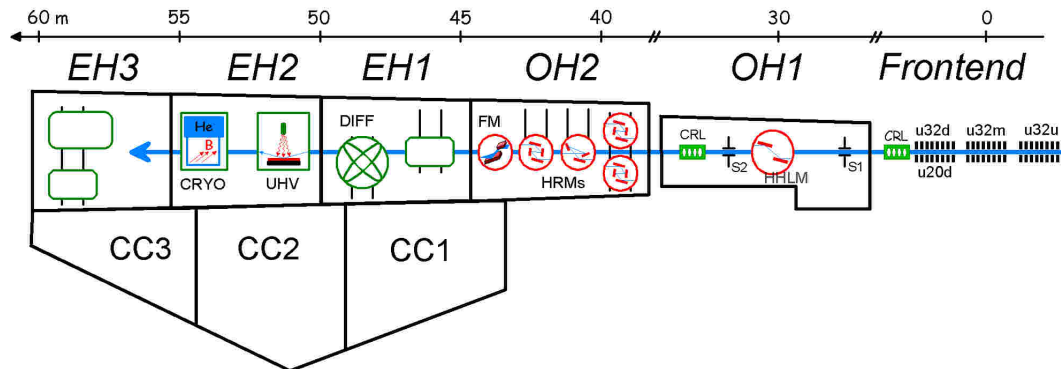 60 m 55 50 45 40 30 0
EH3 EH2 EH1 OH2 OH1 Frontend
He
B
CRYO
UHV
DIFF
FM
HRMs
CRL
S2
HHLM
S1
CRL
u32d u32m u32u
u20d
CC3 CC2 CC1